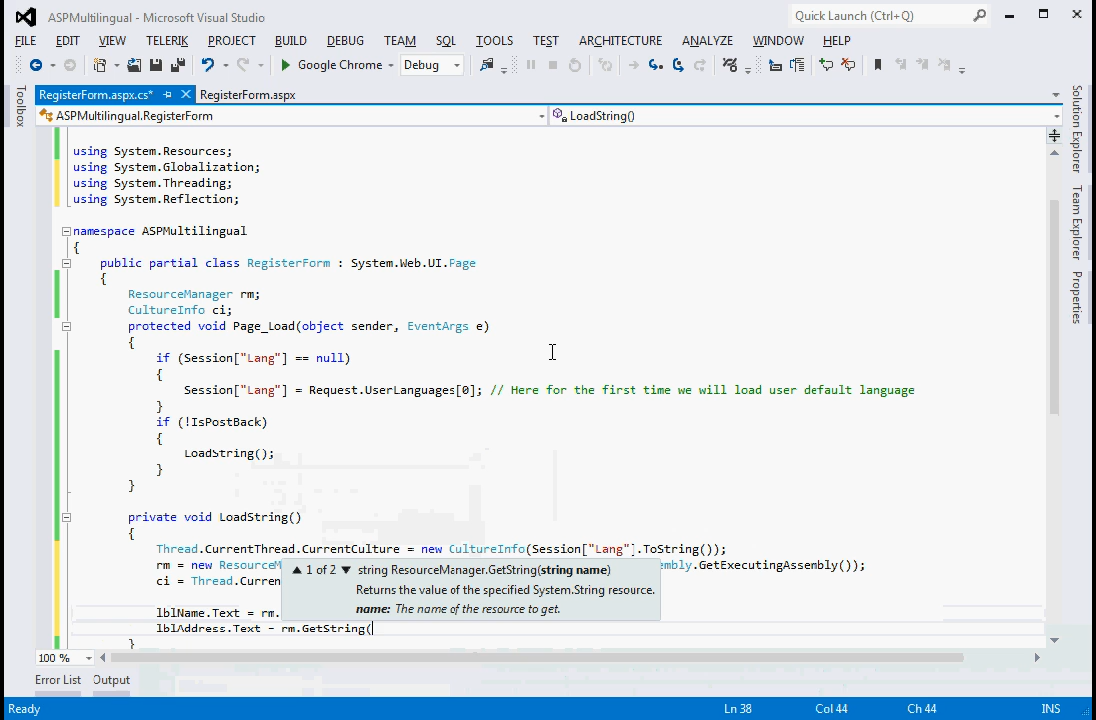 ASPMultilingual - Microsoft Visual Studio
Quick Launch (Ctrl+Q)
FILE EDIT VIEW TELERIK PROJECT BUILD DEBUG TEAM SQL TOOLS TEST ARCHITECTURE ANALYZE WINDOW HELP
Google Chrome Debug
RegisterForm.aspx.cs* RegisterForm.aspx
ASPMultilingual.RegisterForm LoadString()
Toolbox
Solution Explorer
Team Explorer
Properties
using System.Resources;
using System.Globalization;
using System.Threading;
using System.Reflection;
namespace ASPMultilingual
{
public partial class RegisterForm : System.Web.UI.Page
{
ResourceManager rm;
CultureInfo ci;
protected void Page_Load(object sender, EventArgs e)
{
if (Session["Lang"] == null)
{
Session["Lang"] = Request.UserLanguages[0]; // Here for the first time we will load user default language
}
if (!IsPostBack)
{
LoadString();
}
}
private void LoadString()
{
Thread.CurrentThread.CurrentCulture = new CultureInfo(Session["Lang"].ToString());
rm = new ResourceM embly.GetExecutingAssembly());
ci = Thread.Curren
1 of 2 string ResourceManager.GetString(string name)
Returns the value of the specified System.String resource.
name: The name of the resource to get.
lblName.Text = rm.
lblAddress.Text = rm.GetString(
}
100 %
Error List Output
Ready Ln 38 Col 44 Ch 44 INS